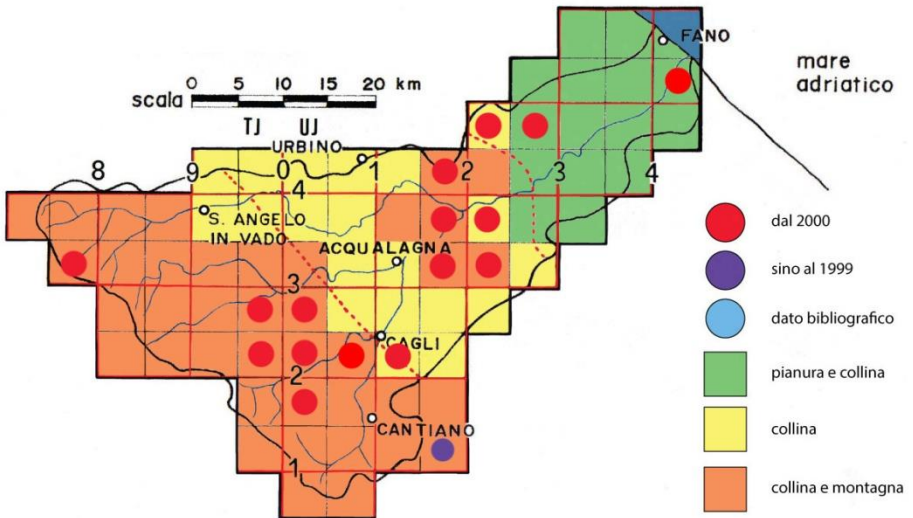 FANO
mare
adriatico
0 5 10 15 20 km
scala
TJ UJ
URBINO
8 9 0 1 2 3 4
4
S. ANGELO
IN VADO
ACQUALAGNA
3
CAGLI
2
CANTIANO
1
dal 2000
sino al 1999
dato bibliografico
pianura e collina
collina
collina e montagna